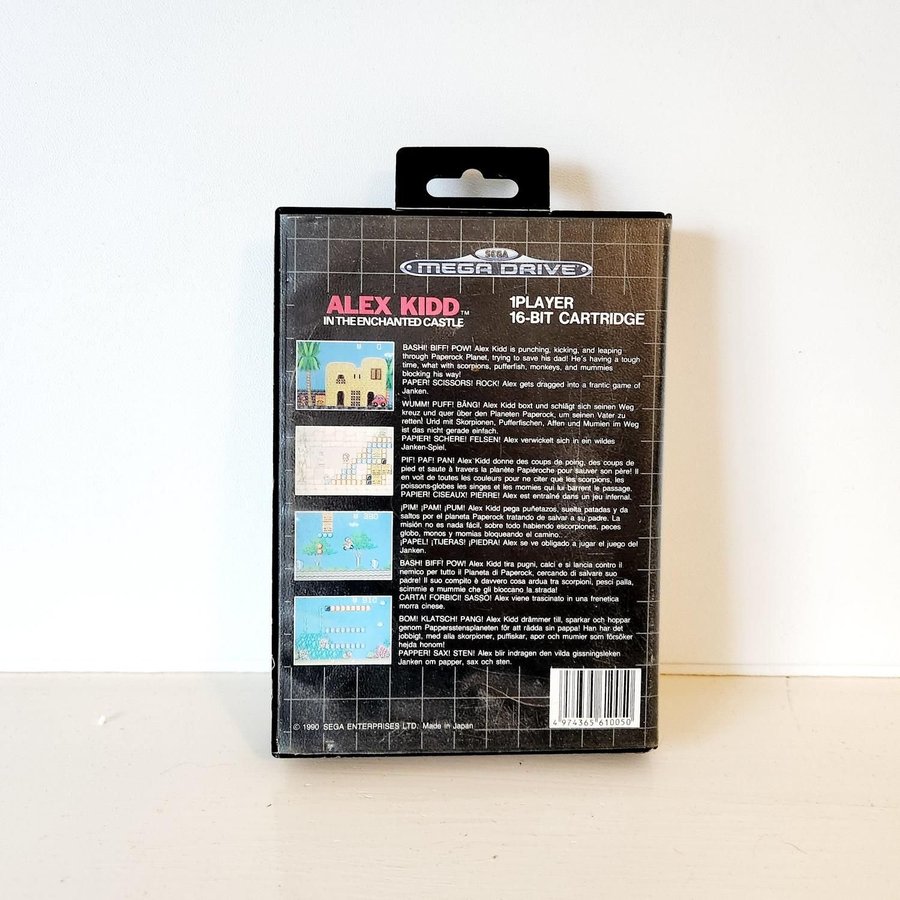 SEGA
MEGA DRIVE
ALEX KIDD™
IN THE ENCHANTED CASTLE
1PLAYER
16-BIT CARTRIDGE
BASH! BIFF! POW! Alex Kidd is punching, kicking, and leaping
through Paperock Planet, trying to save his dad! He's having a tough
time, what with scorpions, pufferfish, monkeys, and mummies
blocking his way!
PAPER! SCISSORS! ROCK! Alex gets dragged into a frantic game of
Janken.
WUMM! PUFF! BÄNG! Alex Kidd boxt und schlägt sich seinen Weg
kreuz und quer über den Planeten Paperock, um seinen Vater zu
retten! Und mit Skorpionen, Pufferfischen, Affen und Mumien im Weg
ist das nicht gerade einfach.
PAPIER! SCHERE! FELSEN! Alex verwickelt sich in ein wildes
Janken-Spiel.
PIF! PAF! PAN! Alex Kidd donne des coups de poing, des coups de
pied et saute à travers la planète Papiéroche pour sauver son père! Il
en voit de toutes les couleurs pour ne citer que les scorpions, les
poissons-globes les singes et les momies qui lui barrent le passage.
PAPIER! CISEAUX! PIERRE! Alex est entraîné dans un jeu infernal.
¡PIM! ¡PAM! ¡PUM! Alex Kidd pega puñetazos, suelta patadas y da
saltos por el planeta Paperock tratando de salvar a su padre. La
misión no es nada fácil, sobre todo habiendo escorpiones, peces
globo, monos y momias bloqueando el camino.
¡PAPEL! ¡TIJERAS! ¡PIEDRA! Alex se ve obligado a jugar el juego del
Janken.
BASH! BIFF! POW! Alex Kidd tira pugni, calci e si lancia contro il
nemico per tutto il Planeta di Paperock, cercando di salvare suo
padre! Il suo compito è davvero cosa ardua tra scorpioni, pesci palla,
scimmie e mummie che gli bloccano la strada!
CARTA! FORBICI! SASSO! Alex viene trascinato in una frenetica
morra cinese.
BOM! KLATSCH! PANG! Alex Kidd drämmer till, sparkar och hoppar
genom Pappersstensplaneten för att rädda sin pappa! Han har det
jobbigt, med alla skorpioner, puffiskar, apor och mumier som försöker
hejda honom!
PAPPER! SAX! STEN! Alex blir indragen den vilda gissningsleken
Janken om papper, sax och sten.
© 1990 SEGA ENTERPRISES LTD. Made in Japan
4 974365 610050